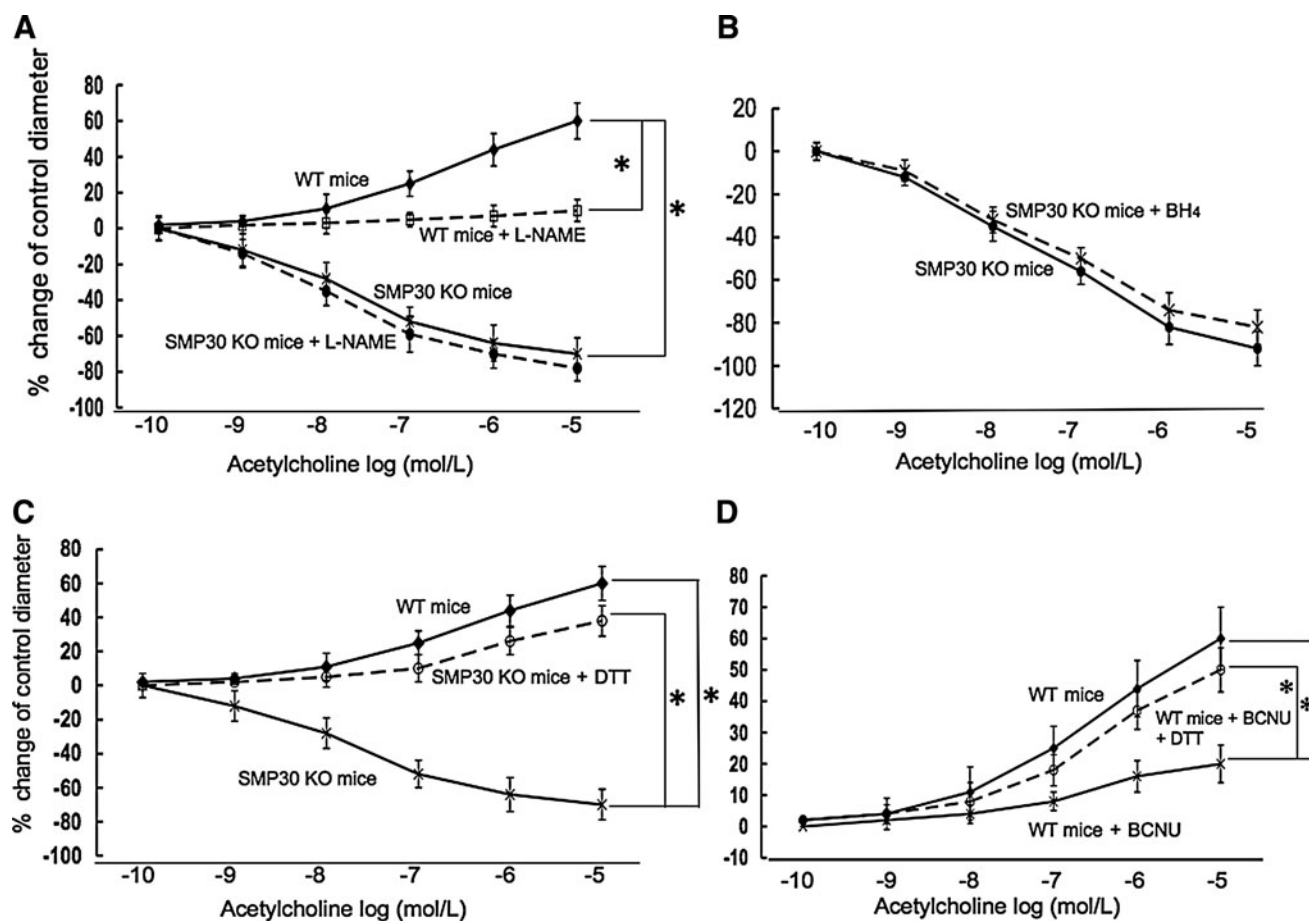 A
% change of control diameter
80
60
40
20
0
-20
-40
-60
-80
-100
WT mice
WT mice + L-NAME
SMP30 KO mice
SMP30 KO mice + L-NAME
*
*
-10 -9 -8 -7 -6 -5
Acetylcholine log (mol/L)
B
20
0
-20
-40
-60
-80
-100
-120
SMP30 KO mice + BH4
SMP30 KO mice
-10 -9 -8 -7 -6 -5
Acetylcholine log (mol/L)
C
% change of control diameter
80
60
40
20
0
-20
-40
-60
-80
-100
WT mice
SMP30 KO mice + DTT
SMP30 KO mice
*
*
-10 -9 -8 -7 -6 -5
Acetylcholine log (mol/L)
D
80
70
60
50
40
30
20
10
0
-10
WT mice
WT mice + BCNU
+ DTT
WT mice + BCNU
*
*
-10 -9 -8 -7 -6 -5
Acetylcholine log (mol/L)